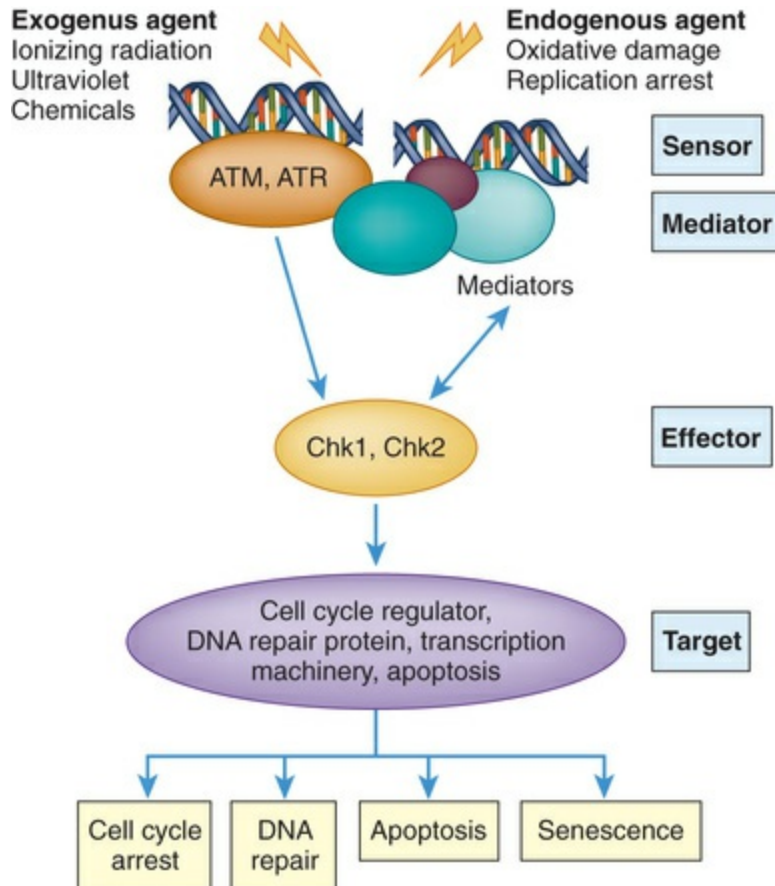 Exogenus agent
Ionizing radiation
Ultraviolet
Chemicals
Endogenous agent
Oxidative damage
Replication arrest
Sensor
ATM, ATR
Mediator
Mediators
Chk1, Chk2
Effector
Cell cycle regulator,
DNA repair protein, transcription
machinery, apoptosis
Target
Cell cycle
arrest
DNA
repair
Apoptosis
Senescence